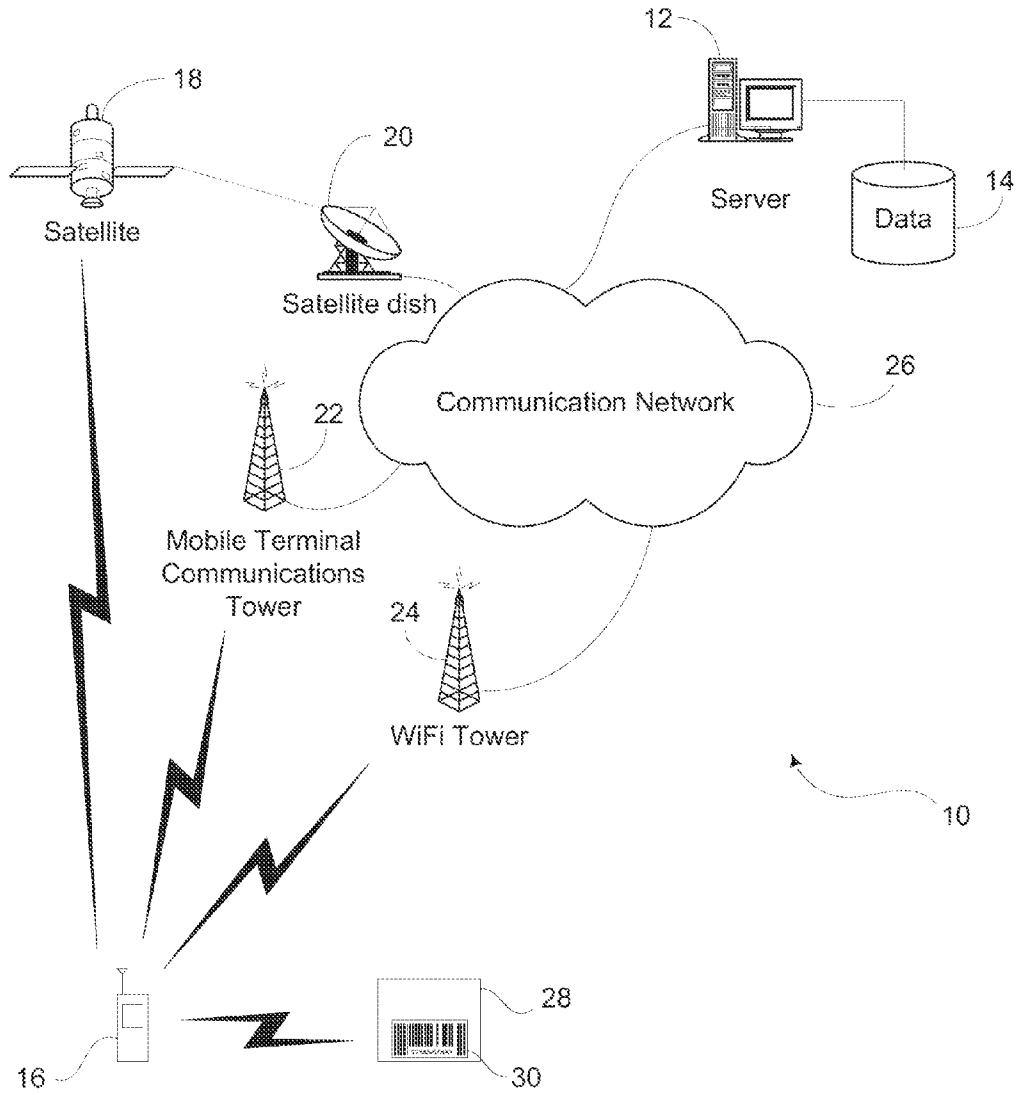 12
18
20
14
Server
Data
Satellite
Satellite dish
26
Communication Network
22
Mobile Terminal
Communications
Tower
24
WiFi Tower
10
28
16
30